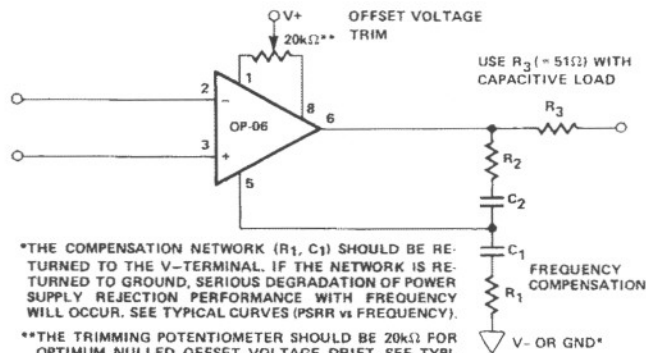 V+
OFFSET VOLTAGE
TRIM
20kΩ**
USE R3 (≈ 51Ω) WITH
CAPACITIVE LOAD
1
2
−
8
6
R3
OP-06
3
+
R2
5
C2
C1
R1
FREQUENCY
COMPENSATION
V- OR GND*
*THE COMPENSATION NETWORK (R1, C1) SHOULD BE RE-
TURNED TO THE V-TERMINAL. IF THE NETWORK IS RE-
TURNED TO GROUND, SERIOUS DEGRADATION OF POWER
SUPPLY REJECTION PERFORMANCE WITH FREQUENCY
WILL OCCUR. SEE TYPICAL CURVES (PSRR vs FREQUENCY).
**THE TRIMMING POTENTIOMETER SHOULD BE 20kΩ FOR
OPTIMUM NULLED OFFSET VOLTAGE DRIFT. SEE TYPI-